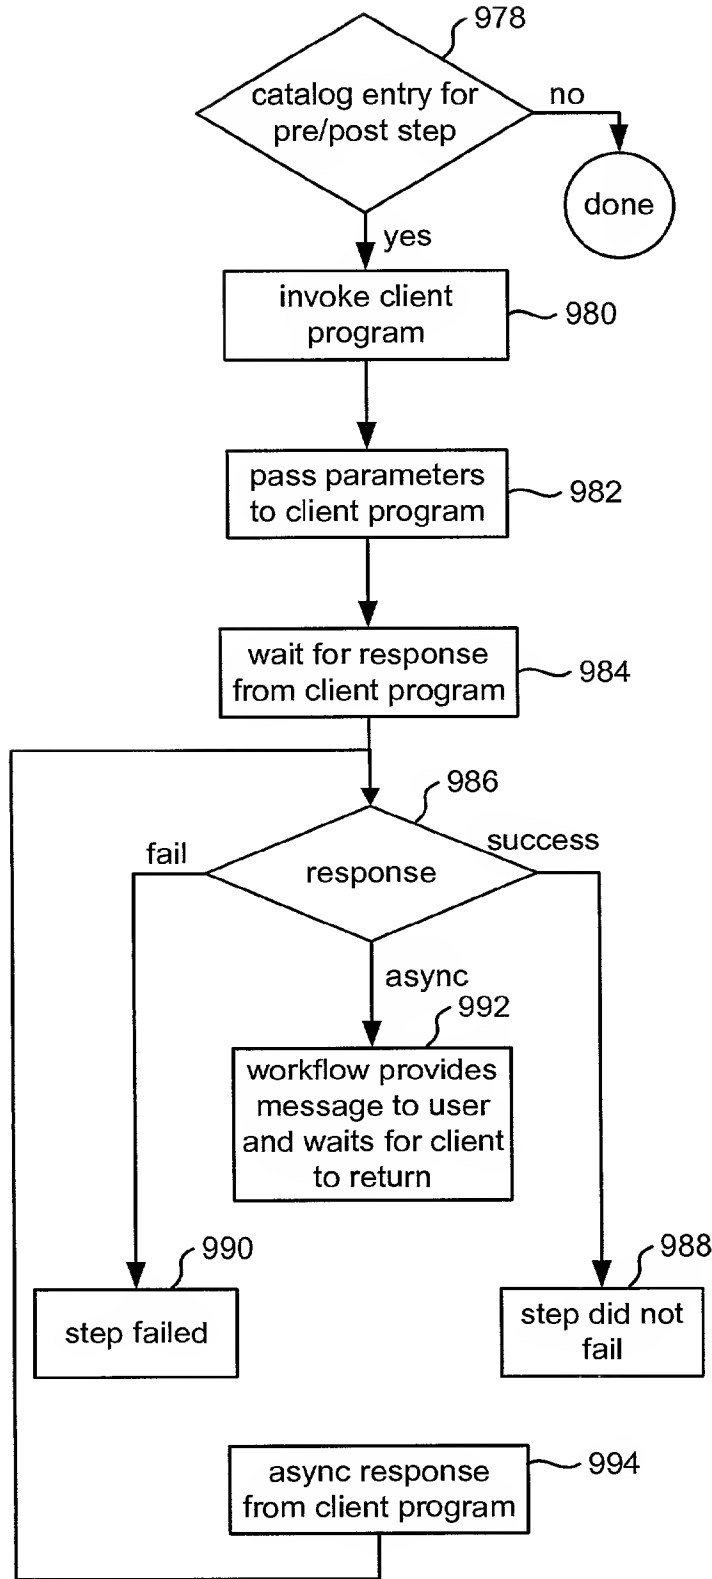 978
catalog entry for
pre/post step
no
done
yes
invoke client
program
980
pass parameters
to client program
982
wait for response
from client program
984
986
fail
success
response
async
992
workflow provides
message to user
and waits for client
to return
990
step failed
988
step did not
fail
async response
from client program
994